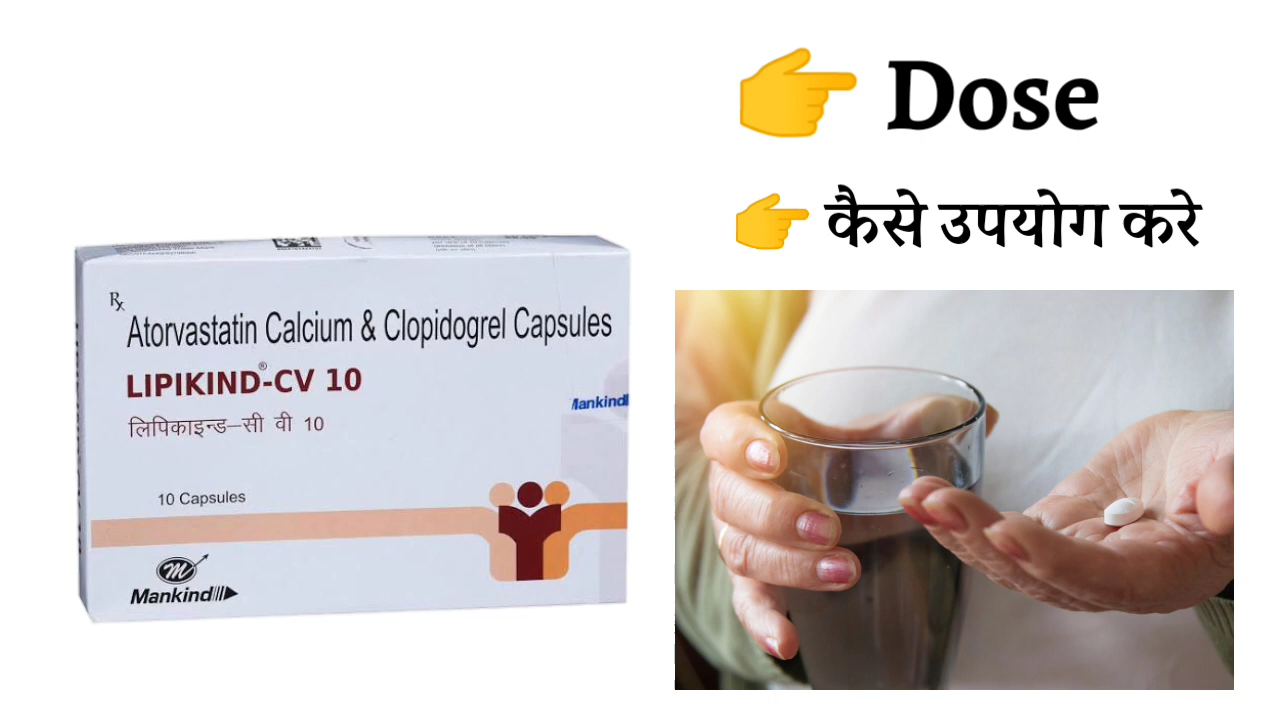 Dose
कैसे उपयोग करे
Rx
Atorvastatin Calcium & Clopidogrel Capsules
LIPIKIND®-CV 10
लिपिकाइन्ड–सी वी 10
Mankind
10 Capsules
Mankind